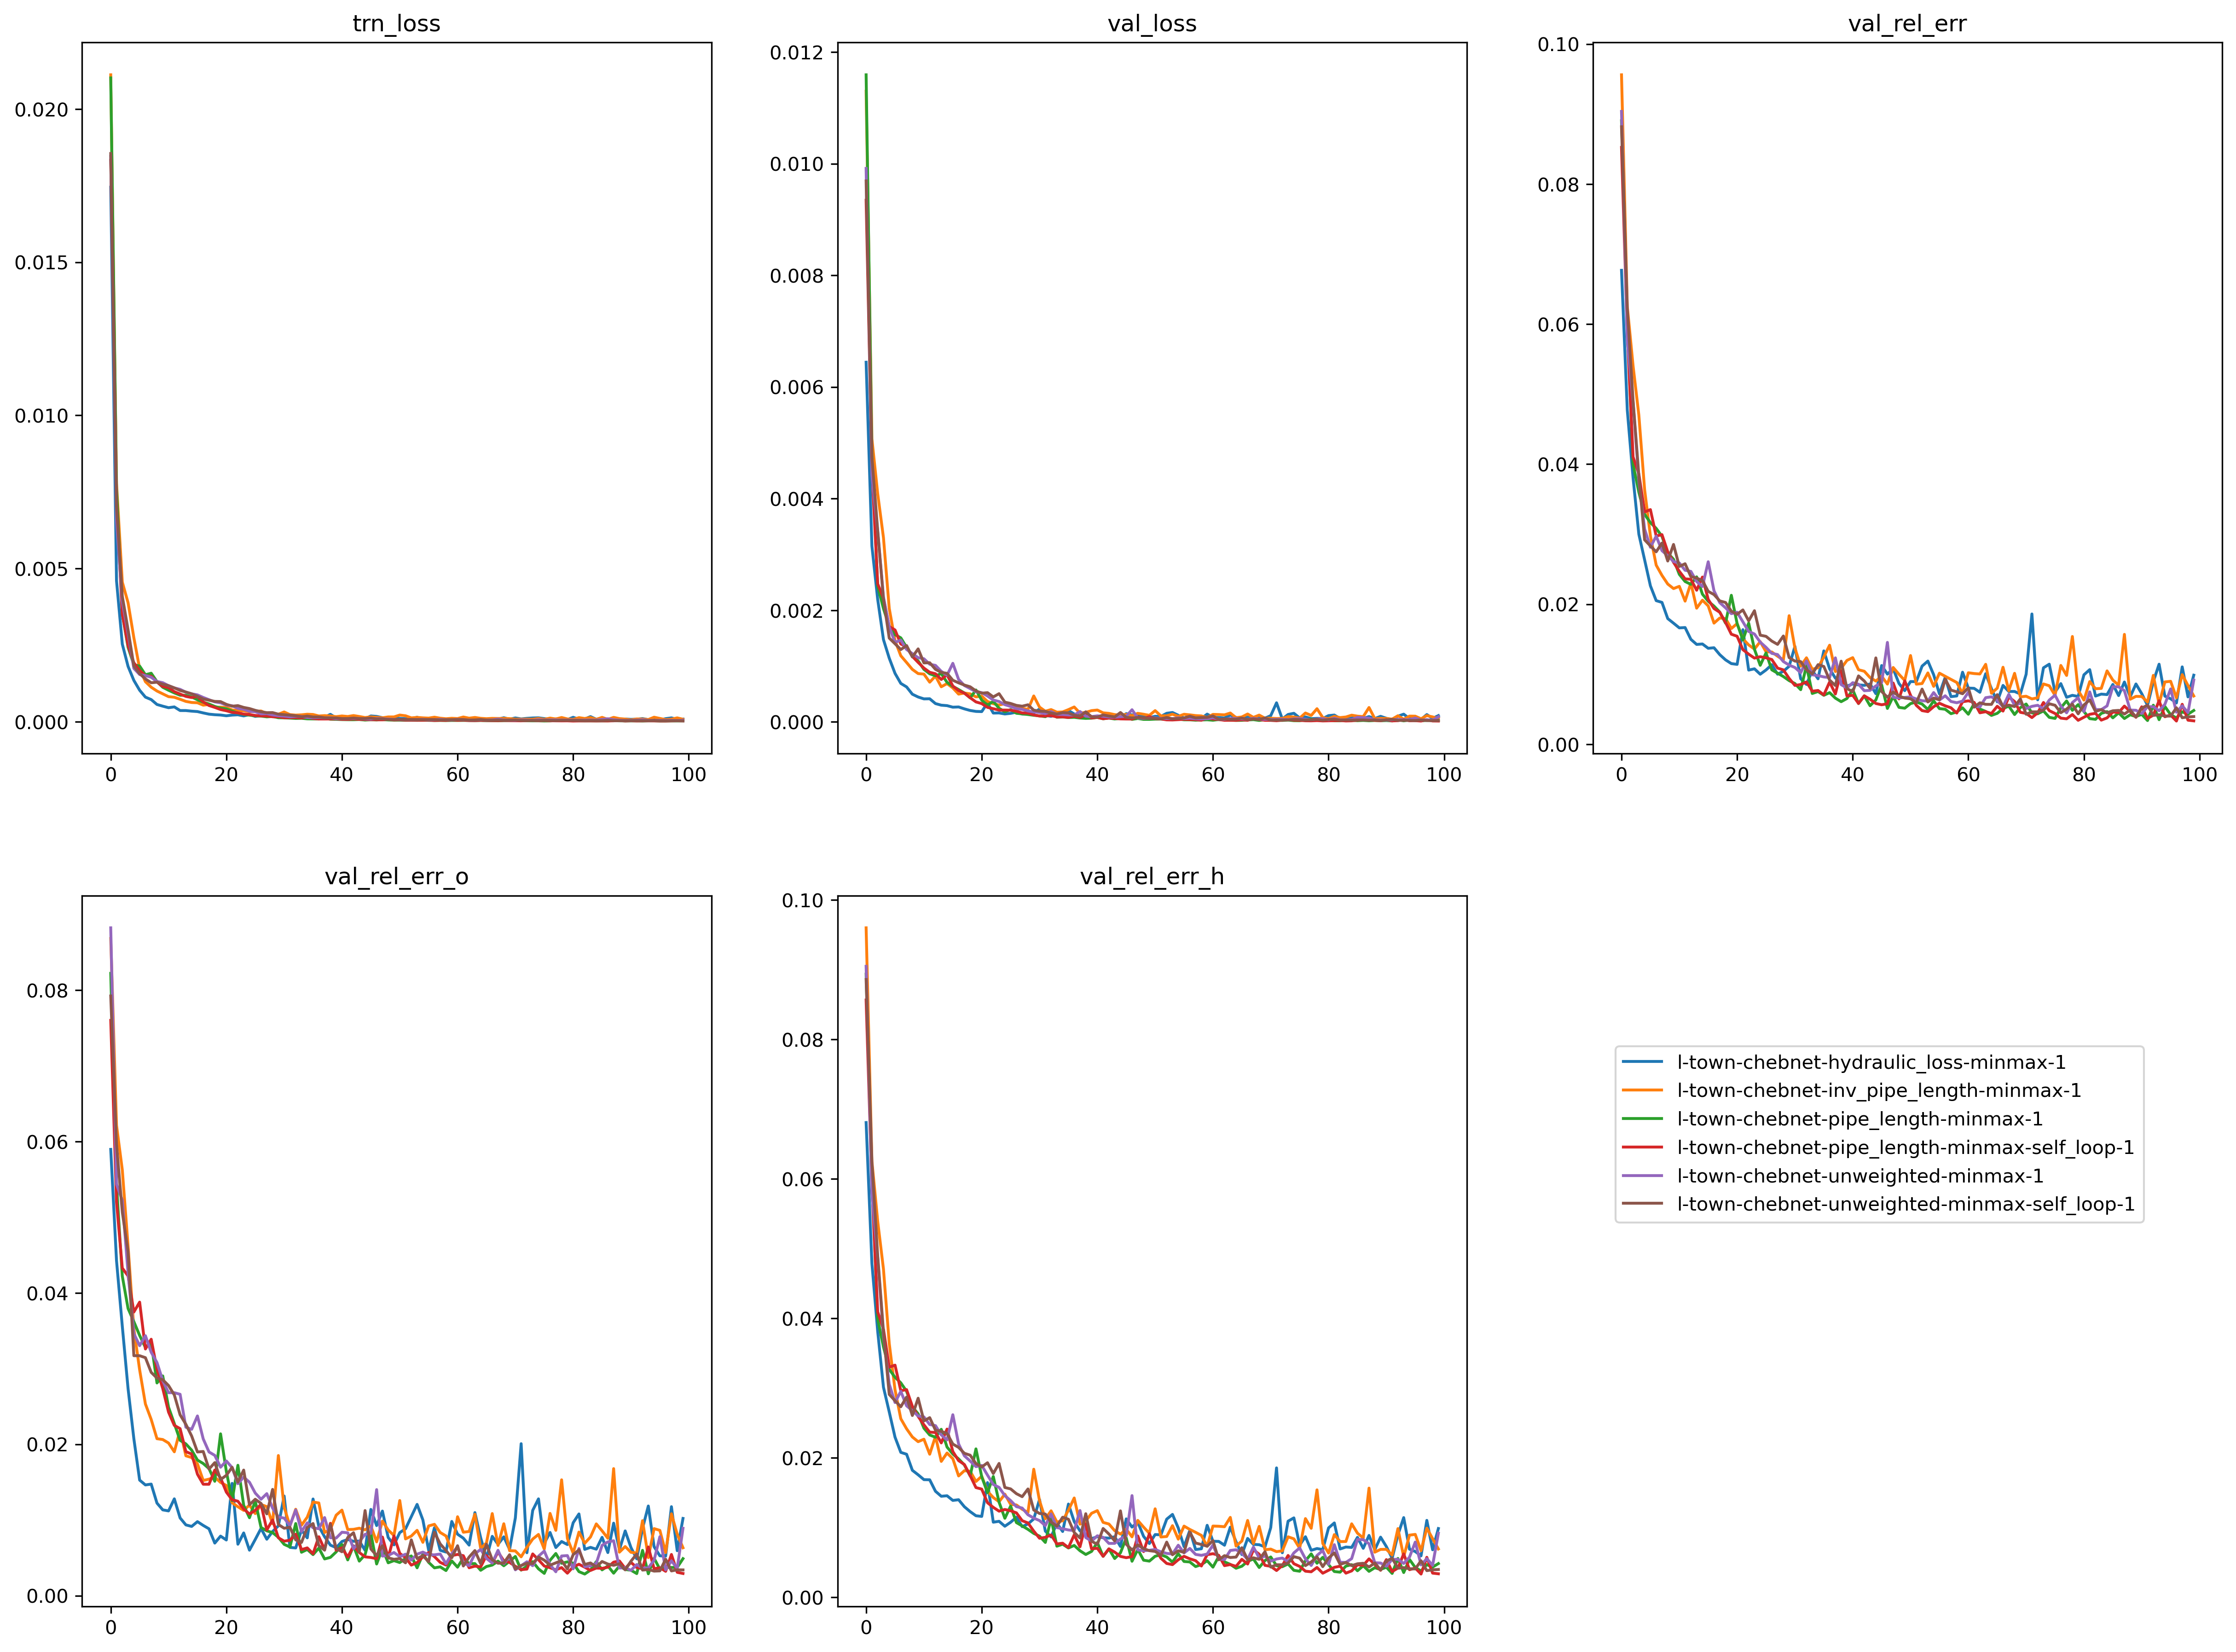 trn_loss
0.020
0.015
0.010
0.005
0.000
0 20 40 60 80 100
val_loss
0.012
0.010
0.008
0.006
0.004
0.002
0.000
0 20 40 60 80 100
val_rel_err
0.10
0.08
0.06
0.04
0.02
0.00
0 20 40 60 80 100
val_rel_err_o
0.08
0.06
0.04
0.02
0.00
0 20 40 60 80 100
val_rel_err_h
0.10
0.08
0.06
0.04
0.02
0.00
0 20 40 60 80 100
l-town-chebnet-hydraulic_loss-minmax-1
l-town-chebnet-inv_pipe_length-minmax-1
l-town-chebnet-pipe_length-minmax-1
l-town-chebnet-pipe_length-minmax-self_loop-1
l-town-chebnet-unweighted-minmax-1
l-town-chebnet-unweighted-minmax-self_loop-1